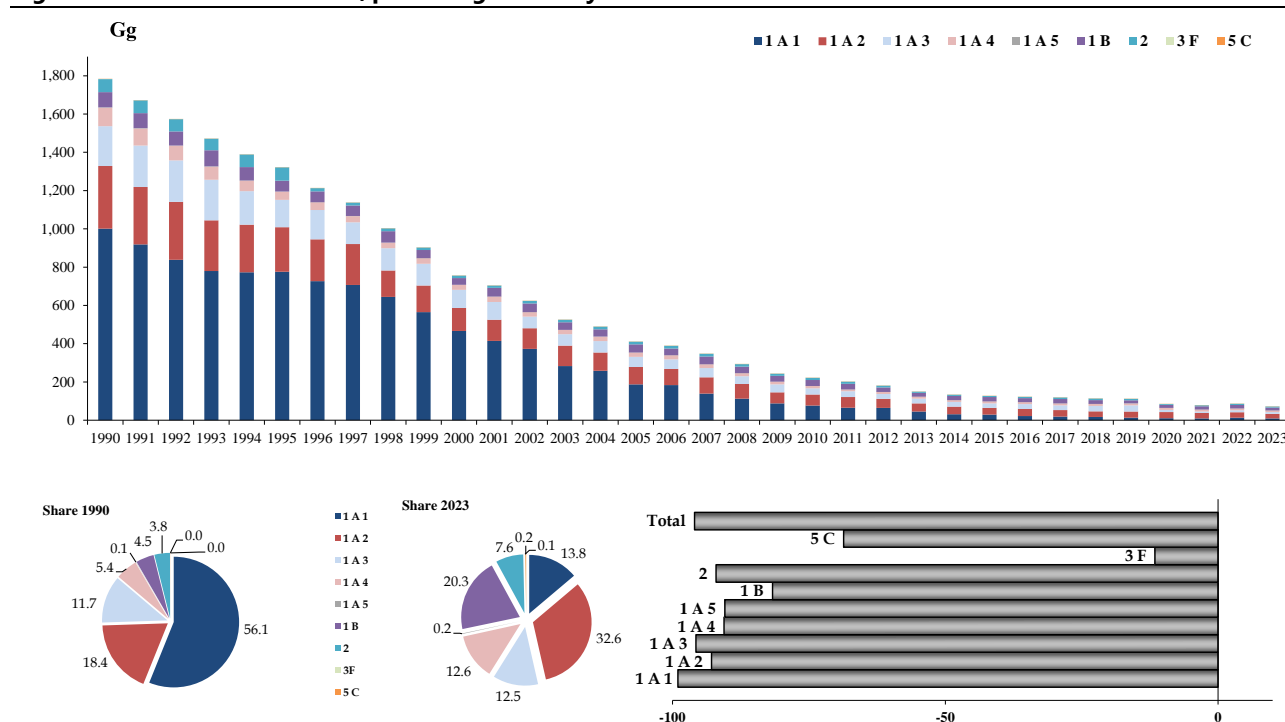 Gg
1 A 1 1 A 2 1 A 3 1 A 4 1 A 5 1 B 2 3 F 5 C
1,800
1,600
1,400
1,200
1,000
800
600
400
200
0
1990 1991 1992 1993 1994 1995 1996 1997 1998 1999 2000 2001 2002 2003 2004 2005 2006 2007 2008 2009 2010 2011 2012 2013 2014 2015 2016 2017 2018 2019 2020 2021 2022 2023
Share 1990
3.8
0.0
4.5
0.0
0.1
5.4
11.7
18.4
56.1
1 A 1
1 A 2
1 A 3
1 A 4
1 A 5
1 B
2
3F
5 C
Share 2023
0.2
0.1
7.6
13.8
20.3
0.2
32.6
12.6
12.5
Total
5 C
3 F
2
1 B
1 A 5
1 A 4
1 A 3
1 A 2
1 A 1
-100 -50 0